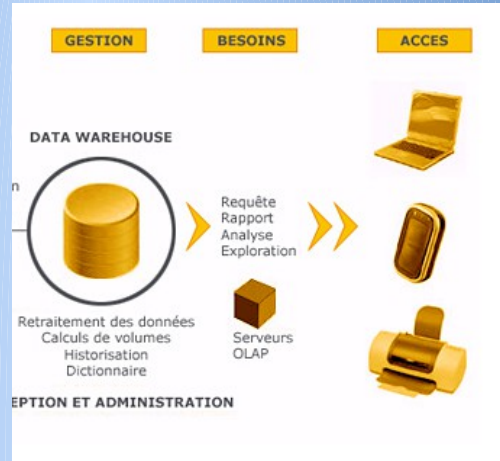 GESTION
BESOINS
ACCES
DATA WAREHOUSE
n
Requête
Rapport
Analyse
Exploration
Retraitement des données
Calculs de volumes
Historisation
Dictionnaire
Serveurs
OLAP
EPTION ET ADMINISTRATION